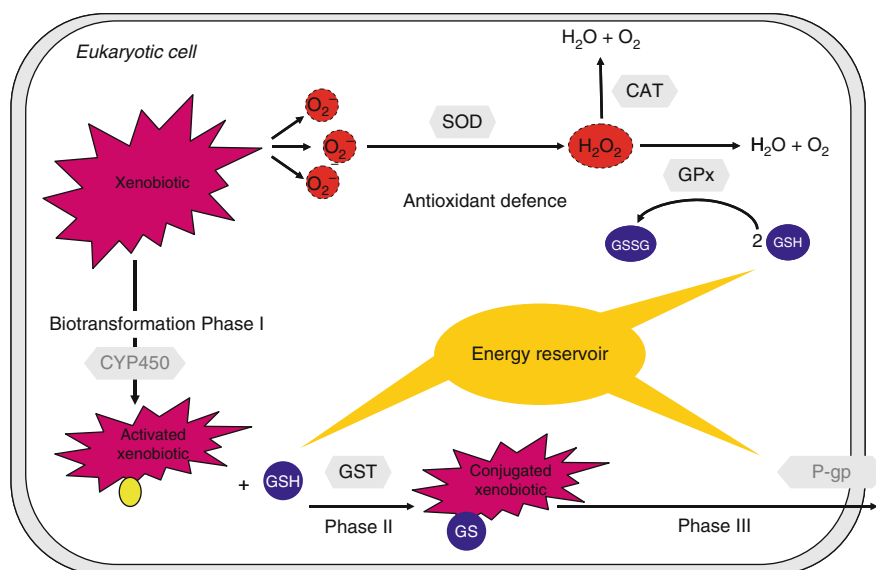 Eukaryotic cell
H₂O + O₂
CAT
O₂⁻
O₂⁻
O₂⁻
SOD
H₂O₂
H₂O + O₂
Xenobiotic
GPx
Antioxidant defence
GSSG
2 GSH
Biotransformation Phase I
CYP450
Energy reservoir
Activated
xenobiotic
+
GSH
GST
Phase II
Conjugated
xenobiotic
GS
P-gp
Phase III